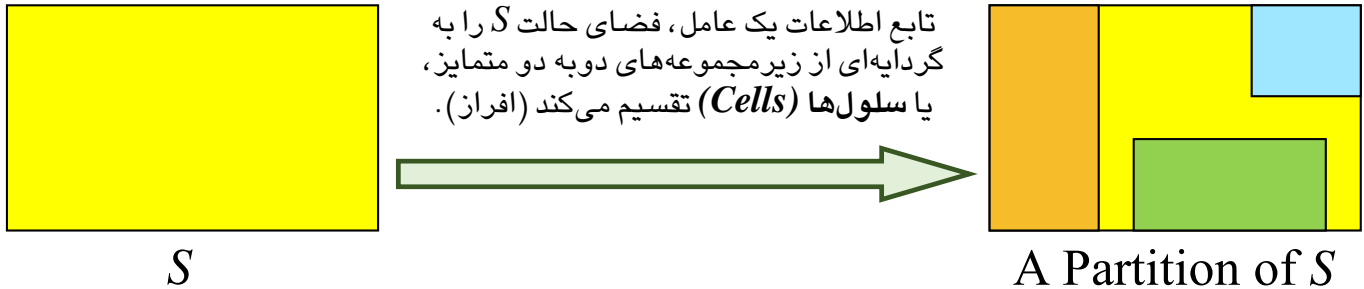 تابع اطلاعات یک عامل، فضای حالت S را به
گردایه‌ای از زیرمجموعه‌های دوبه دو متمایز،
یا سلول‌ها (Cells) تقسیم می‌کند (افراز).
S
A Partition of S